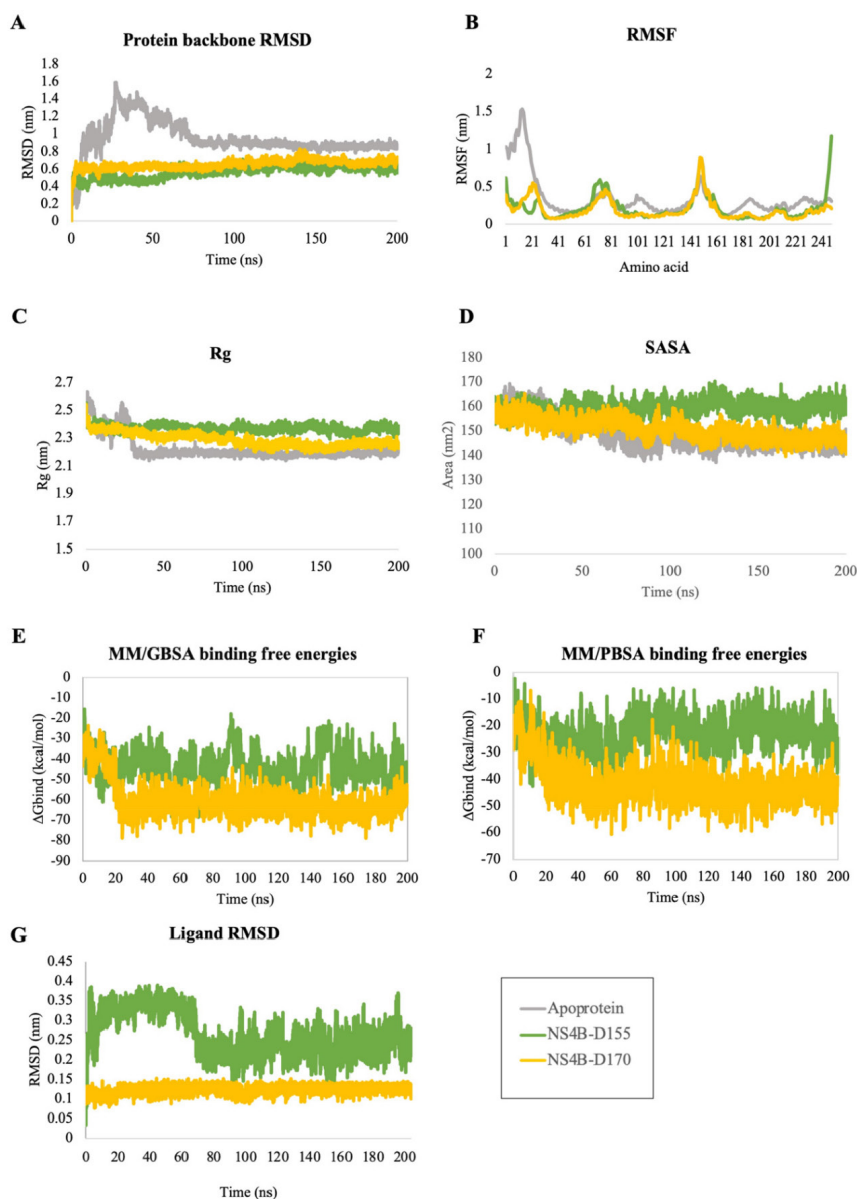 A
Protein backbone RMSD
RMSD (nm)
1.8
1.6
1.4
1.2
1
0.8
0.6
0.4
0.2
0
0 50 100 150 200
Time (ns)
B
RMSF
RMSF (nm)
2
1.5
1
0.5
0
1 21 41 61 81 101 121 141 161 181 201 221 241
Amino acid
C
Rg
Rg (nm)
2.7
2.5
2.3
2.1
1.9
1.7
1.5
0 50 100 150 200
Time (ns)
D
SASA
Area (nm2)
180
170
160
150
140
130
120
110
100
0 50 100 150 200
Time (ns)
E
MM/GBSA binding free energies
ΔGbind (kcal/mol)
0
-10
-20
-30
-40
-50
-60
-70
-80
-90
0 20 40 60 80 100 120 140 160 180 200
Time (ns)
F
MM/PBSA binding free energies
ΔGbind (kcal/mol)
0
-10
-20
-30
-40
-50
-60
-70
0 20 40 60 80 100 120 140 160 180 200
Time (ns)
G
Ligand RMSD
RMSD (nm)
0.45
0.4
0.35
0.3
0.25
0.2
0.15
0.1
0.05
0
0 20 40 60 80 100 120 140 160 180 200
Time (ns)
Apoprotein
NS4B-D155
NS4B-D170